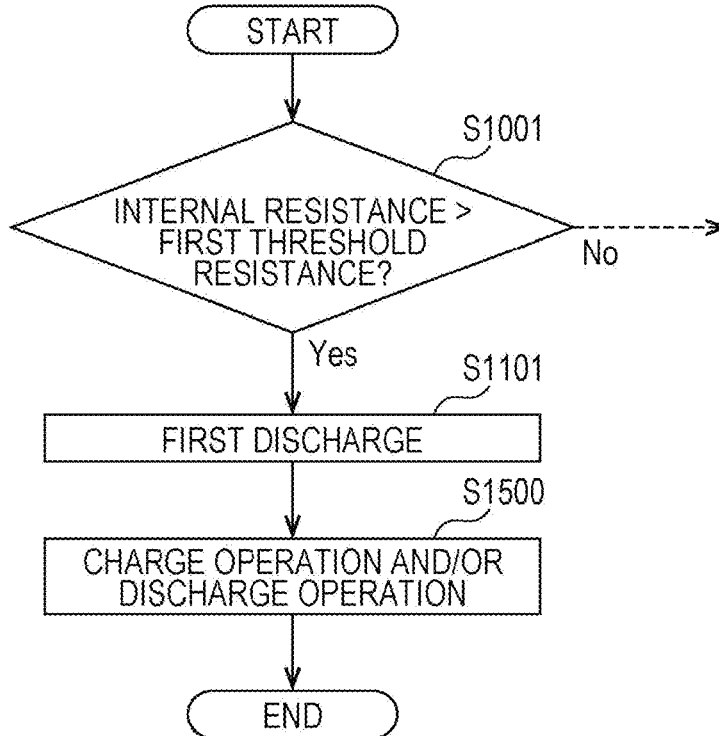 START
S1001
INTERNAL RESISTANCE >
FIRST THRESHOLD
RESISTANCE?
No
Yes
S1101
FIRST DISCHARGE
S1500
CHARGE OPERATION AND/OR
DISCHARGE OPERATION
END